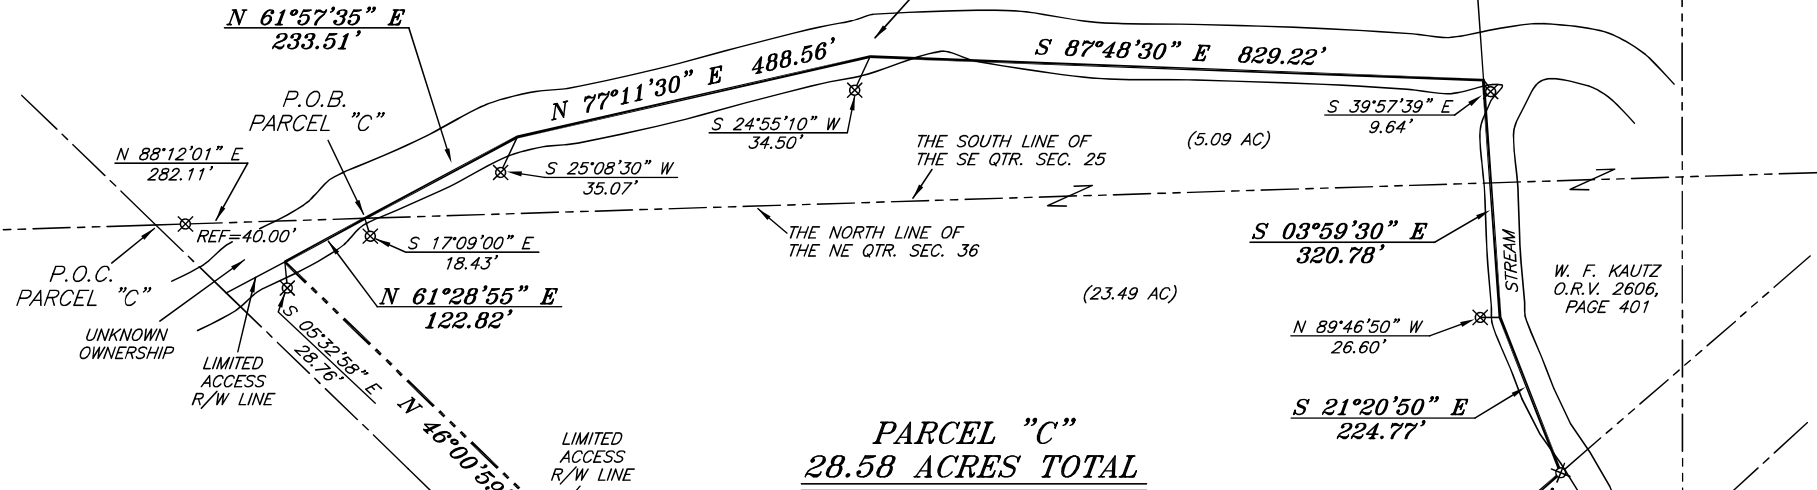 N 61°57'35" E
233.51'
P.O.B.
PARCEL "C"
N 88°12'01" E
282.11'
N 77°11'30" E 488.56'
S 87°48'30" E 829.22'
S 24°55'10" W
34.50'
S 25°08'30" W
35.07'
THE SOUTH LINE OF
THE SE QTR. SEC. 25
(5.09 AC)
S 39°57'39" E
9.64'
REF=40.00'
S 17°09'00" E
18.43'
THE NORTH LINE OF
THE NE QTR. SEC. 36
S 03°59'30" E
320.78'
STREAM
W. F. KAUTZ
O.R.V. 2606,
PAGE 401
P.O.C.
PARCEL "C"
UNKNOWN
OWNERSHIP
LIMITED
ACCESS
R/W LINE
S 05°32'58" E
28.76'
N 61°28'55" E
122.82'
(23.49 AC)
N 89°46'50" W
26.60'
S 21°20'50" E
224.77'
N 46°00'59"
LIMITED
ACCESS
R/W LINE
PARCEL "C"
28.58 ACRES TOTAL